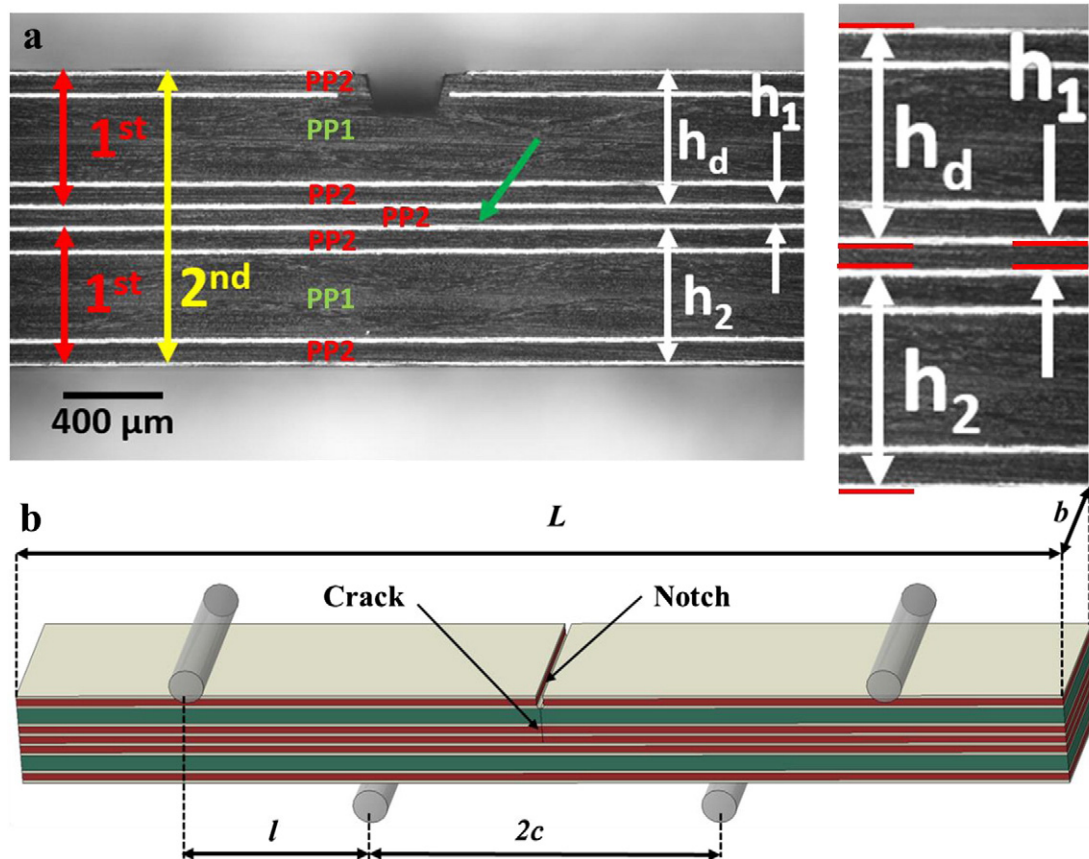 a
PP2
1st
PP1
hd
h1
PP2
PP2
PP2
1st
2nd
PP1
h2
PP2
400 μm
h1
hd
h2
b
L
b
Crack
Notch
l
2c